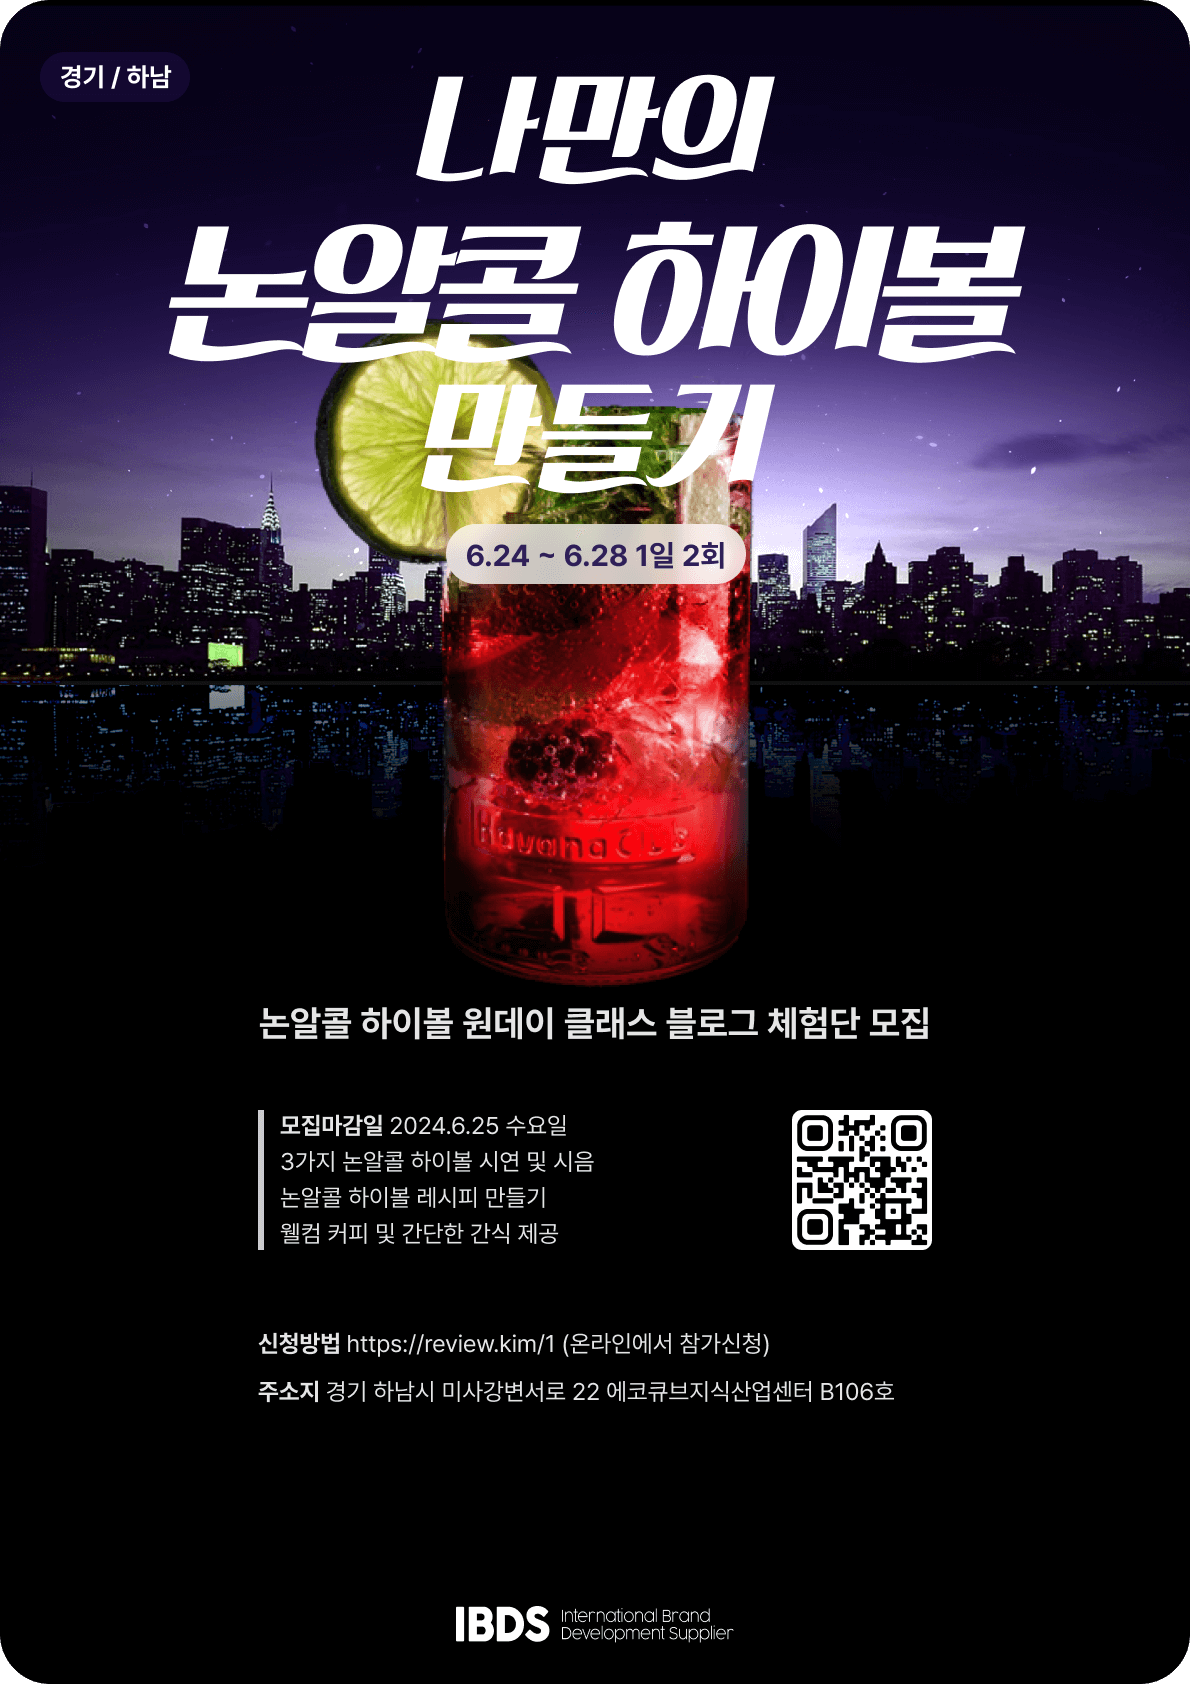 경기 / 하남
나만의
논알콜 하이볼
만들기
6.24 ~ 6.28 1일 2회
Havana Club
논알콜 하이볼 원데이 클래스 블로그 체험단 모집
모집마감일 2024.6.25 수요일
3가지 논알콜 하이볼 시연 및 시음
논알콜 하이볼 레시피 만들기
웰컴 커피 및 간단한 간식 제공
신청방법 https://review.kim/1 (온라인에서 참가신청)
주소지 경기 하남시 미사강변서로 22 에코큐브지식산업센터 B106호
IBDS International Brand
Development Supplier